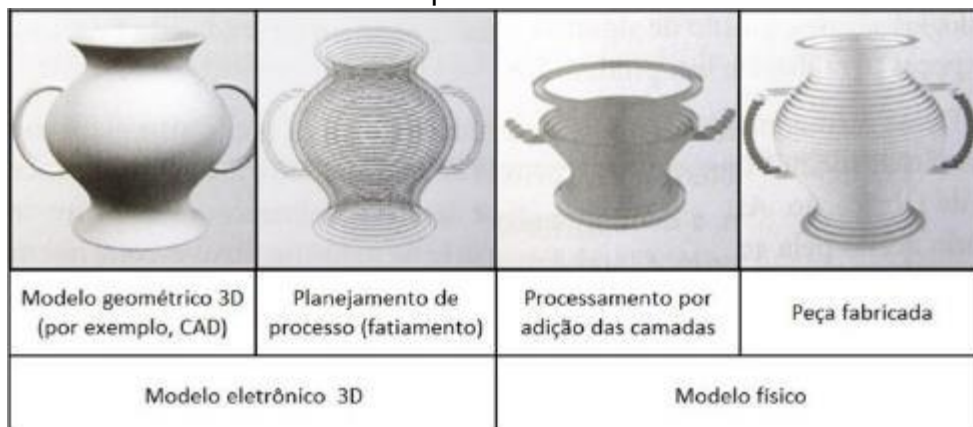 Modelo geométrico 3D
(por exemplo, CAD)
Planejamento de
processo (fatiamento)
Processamento por
adição das camadas
Peça fabricada
Modelo eletrônico 3D
Modelo físico